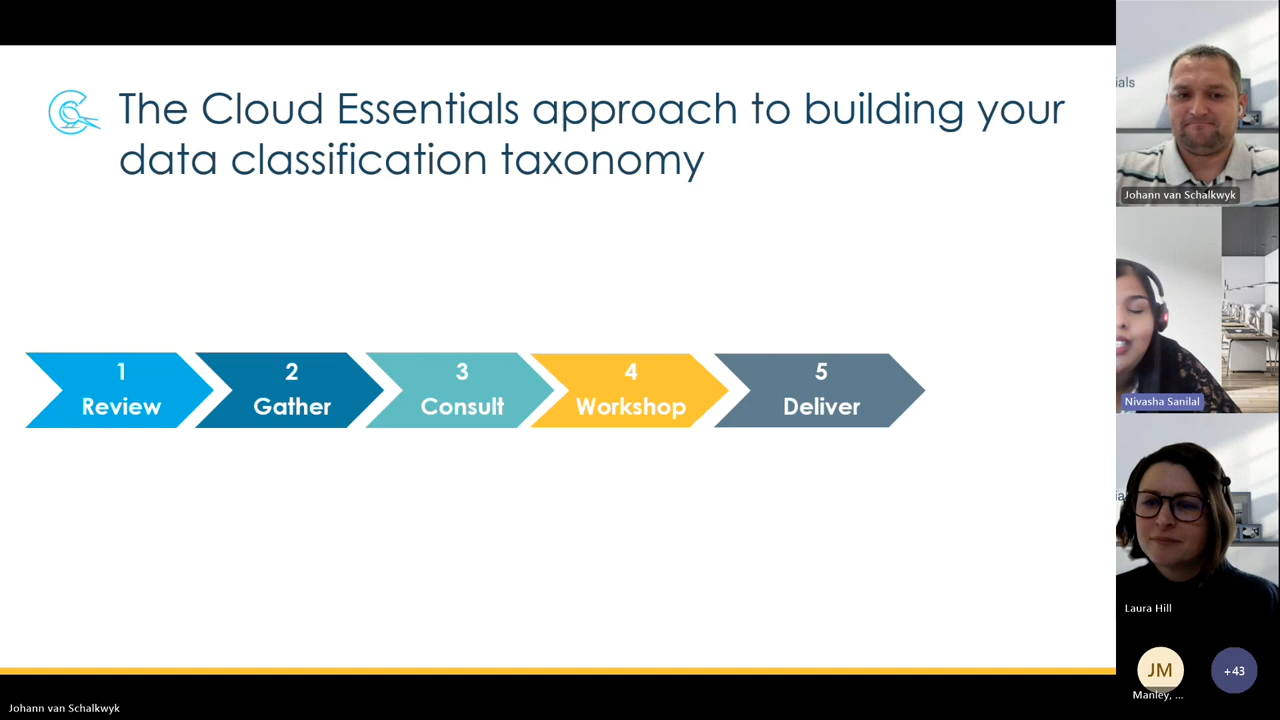 The Cloud Essentials approach to building your
data classification taxonomy
1
Review
2
Gather
3
Consult
4
Workshop
5
Deliver
ials
Johann van Schalkwyk
Nivasha Sanilal
Laura Hill
JM
Manley, ...
+43
Johann van Schalkwyk